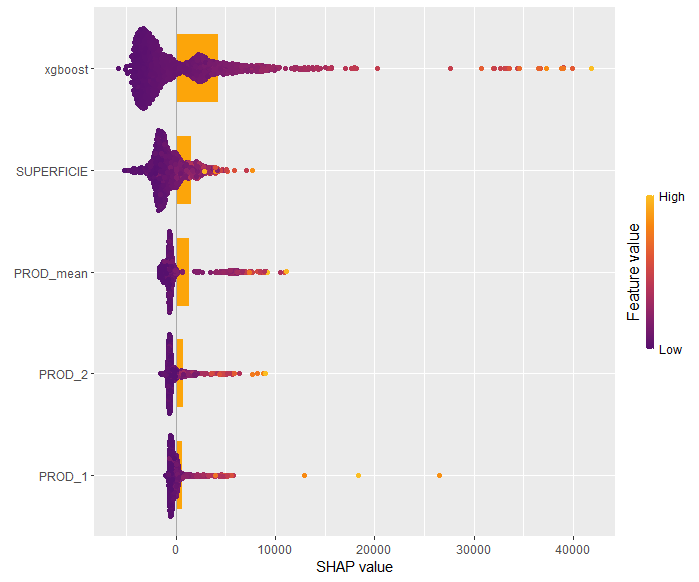 xgboost
SUPERFICIE
PROD_mean
PROD_2
PROD_1
0 10000 20000 30000 40000
SHAP value
High
Feature value
Low